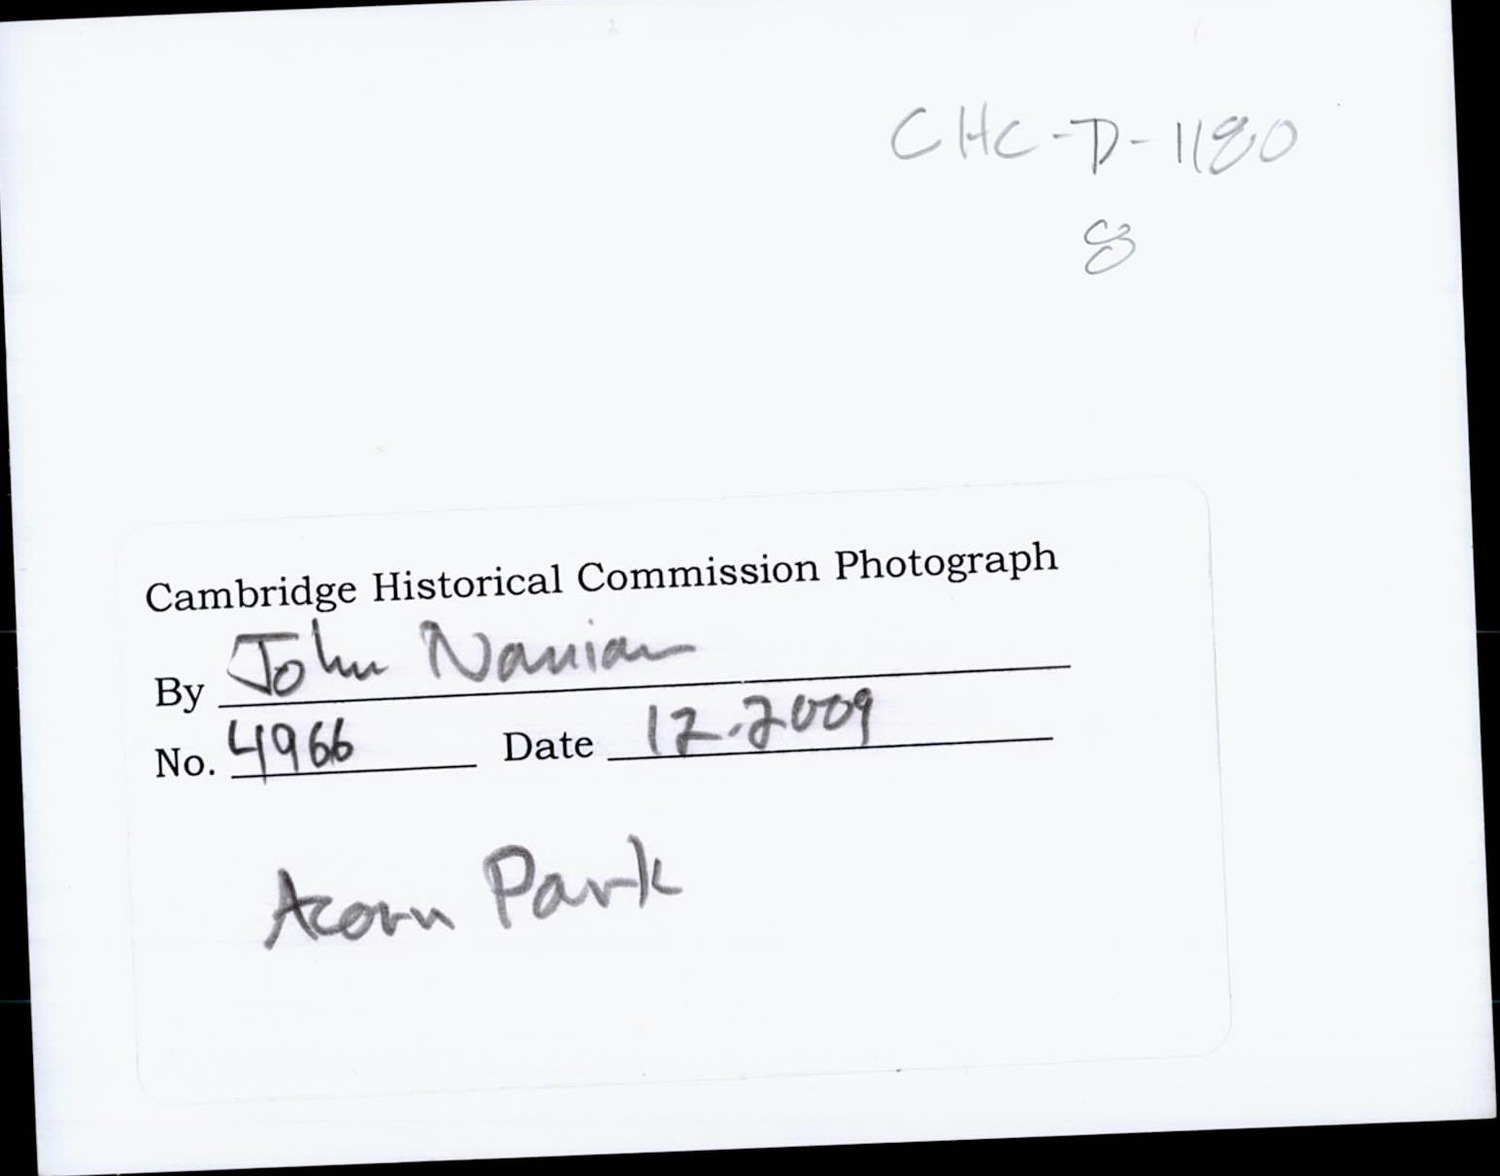 CHC-D-1180
8
Cambridge Historical Commission Photograph
By John Nanian
No. 4966 Date 12.2009
Acorn Park